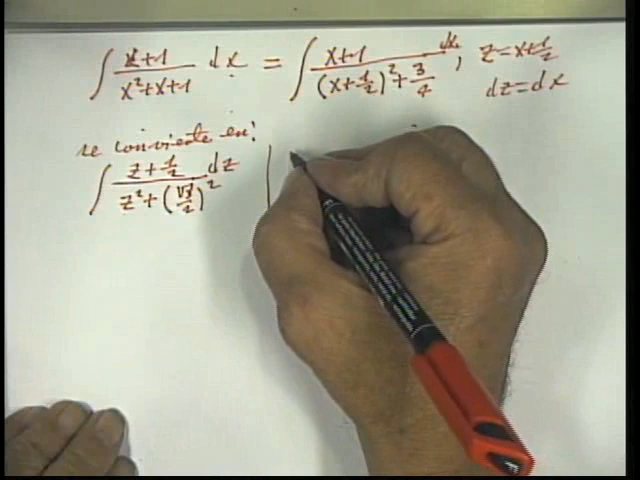 ∫ (x+1)/(x²+x+1) dx = ∫ (x+1)/((x+1/2)²+3/4) dx, z=x+1/2
dz=dx
se convierte en:
∫ (z+1/2)/(z²+(√3/2)²) dz